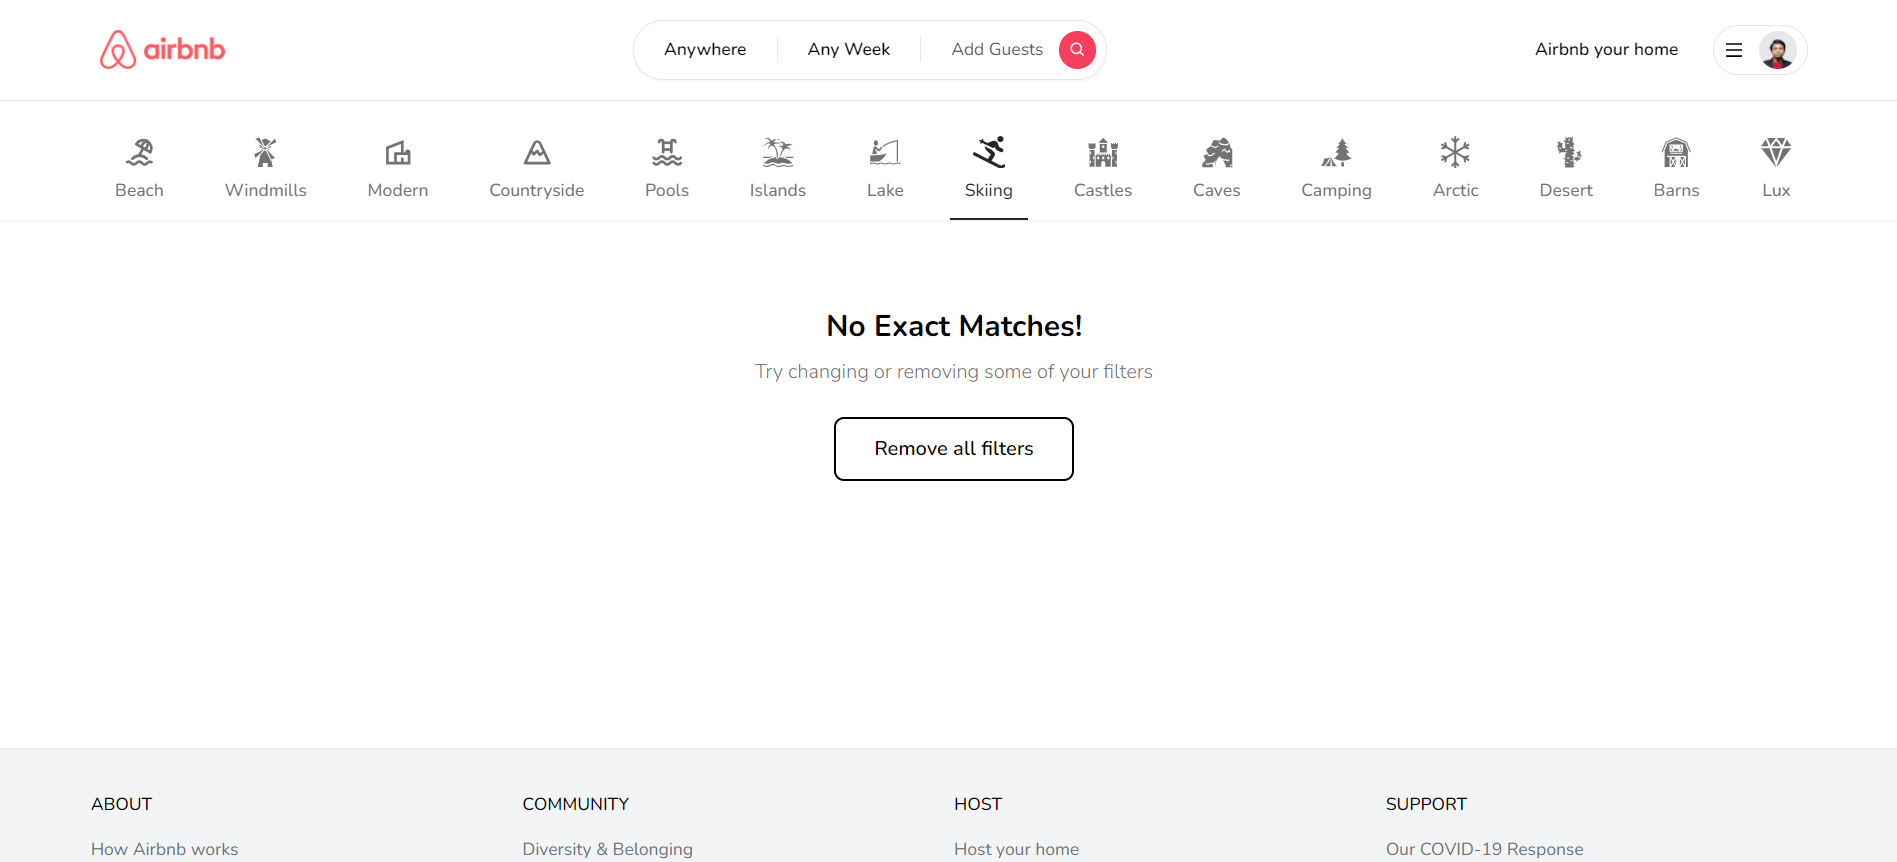 airbnb
Anywhere Any Week Add Guests
Airbnb your home
Beach Windmills Modern Countryside Pools Islands Lake Skiing Castles Caves Camping Arctic Desert Barns Lux
No Exact Matches!
Try changing or removing some of your filters
Remove all filters
ABOUT COMMUNITY HOST SUPPORT
How Airbnb works Diversity & Belonging Host your home Our COVID-19 Response